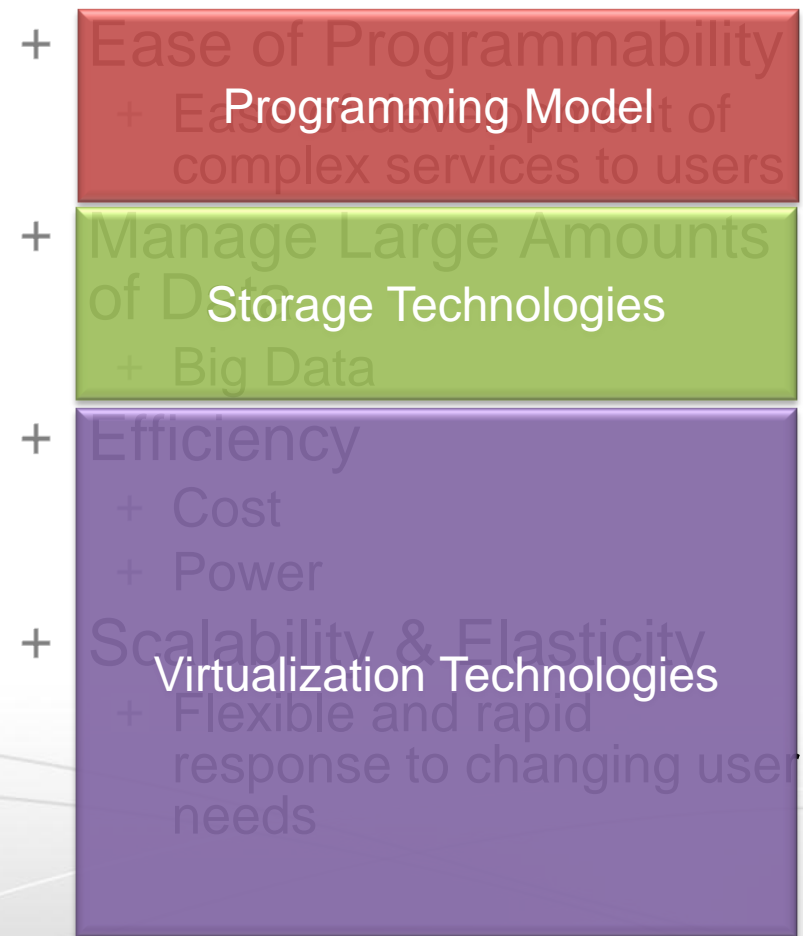 + Ease of Programmability
Programming Model
+ Ease of development of
complex services to users
+ Manage Large Amounts
of Data
Storage Technologies
+ Big Data
+ Efficiency
+ Cost
+ Power
+ Scalability & Elasticity
Virtualization Technologies
+ Flexible and rapid
response to changing user
needs